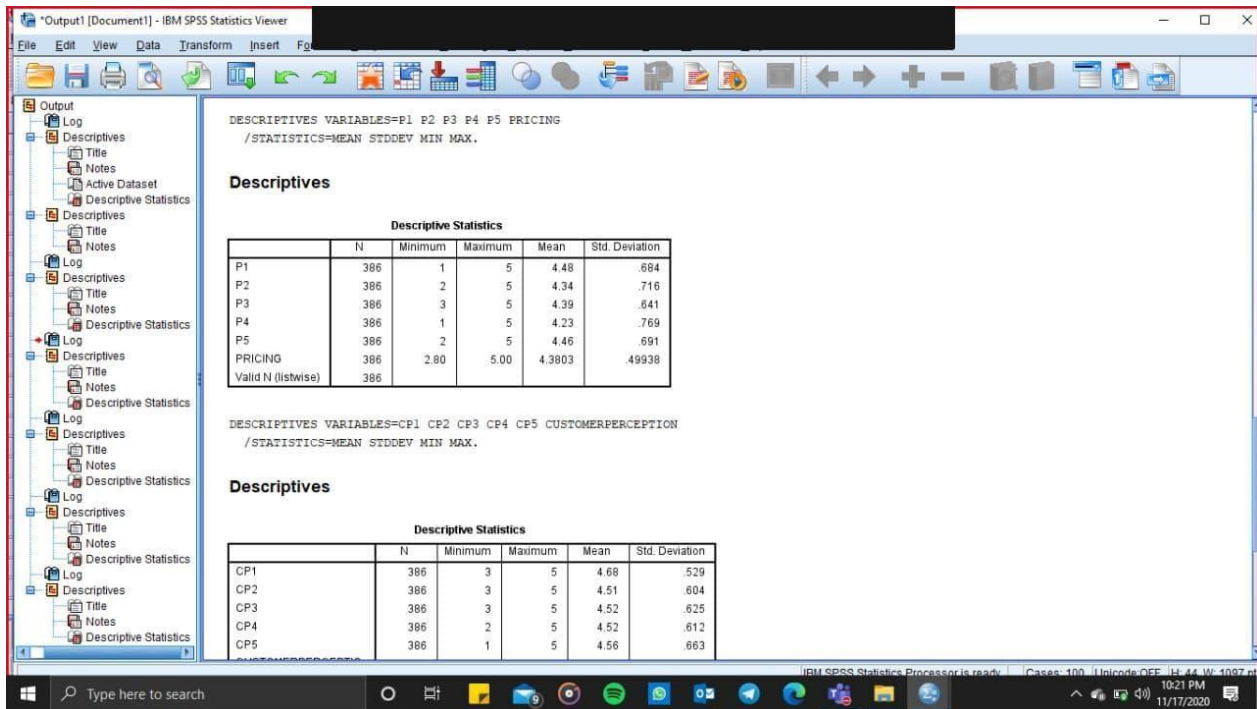 *Output1 [Document1] - IBM SPSS Statistics Viewer
File Edit View Data Transform Insert
Output
Log
Descriptives
Title
Notes
Active Dataset
Descriptive Statistics
Descriptives
Title
Notes
Log
Descriptives
Title
Notes
Descriptive Statistics
Log
Descriptives
Title
Notes
Descriptive Statistics
Log
Descriptives
Title
Notes
Descriptive Statistics
Log
Descriptives
Title
Notes
Descriptive Statistics
Log
Descriptives
Title
Notes
Descriptive Statistics
DESCRIPTIVES VARIABLES=P1 P2 P3 P4 P5 PRICING
/STATISTICS=MEAN STDDEV MIN MAX.
Descriptives
Descriptive Statistics
N Minimum Maximum Mean Std. Deviation
P1 386 1 5 4.48 .684
P2 386 2 5 4.34 .716
P3 386 3 5 4.39 .641
P4 386 1 5 4.23 .769
P5 386 2 5 4.46 .691
PRICING 386 2.80 5.00 4.3803 .49938
Valid N (listwise) 386
DESCRIPTIVES VARIABLES=CP1 CP2 CP3 CP4 CP5 CUSTOMERPERCEPTION
/STATISTICS=MEAN STDDEV MIN MAX.
Descriptives
Descriptive Statistics
N Minimum Maximum Mean Std. Deviation
CP1 386 3 5 4.68 .529
CP2 386 3 5 4.51 .604
CP3 386 3 5 4.52 .625
CP4 386 2 5 4.52 .612
CP5 386 1 5 4.56 .663
IBM SPSS Statistics Processor is ready Cases: 100 Unicode:OFF H: 44, W: 1097 pt
Type here to search
9
10:21 PM
11/17/2020